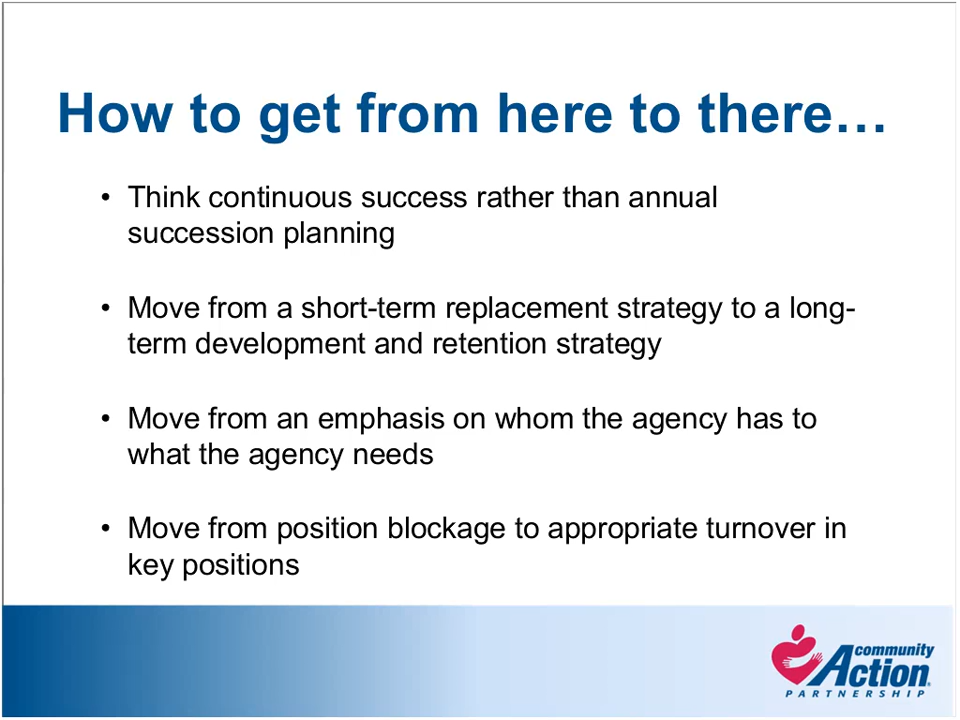 How to get from here to there…
• Think continuous success rather than annual
succession planning
• Move from a short-term replacement strategy to a long-
term development and retention strategy
• Move from an emphasis on whom the agency has to
what the agency needs
• Move from position blockage to appropriate turnover in
key positions
community
Action®
PARTNERSHIP